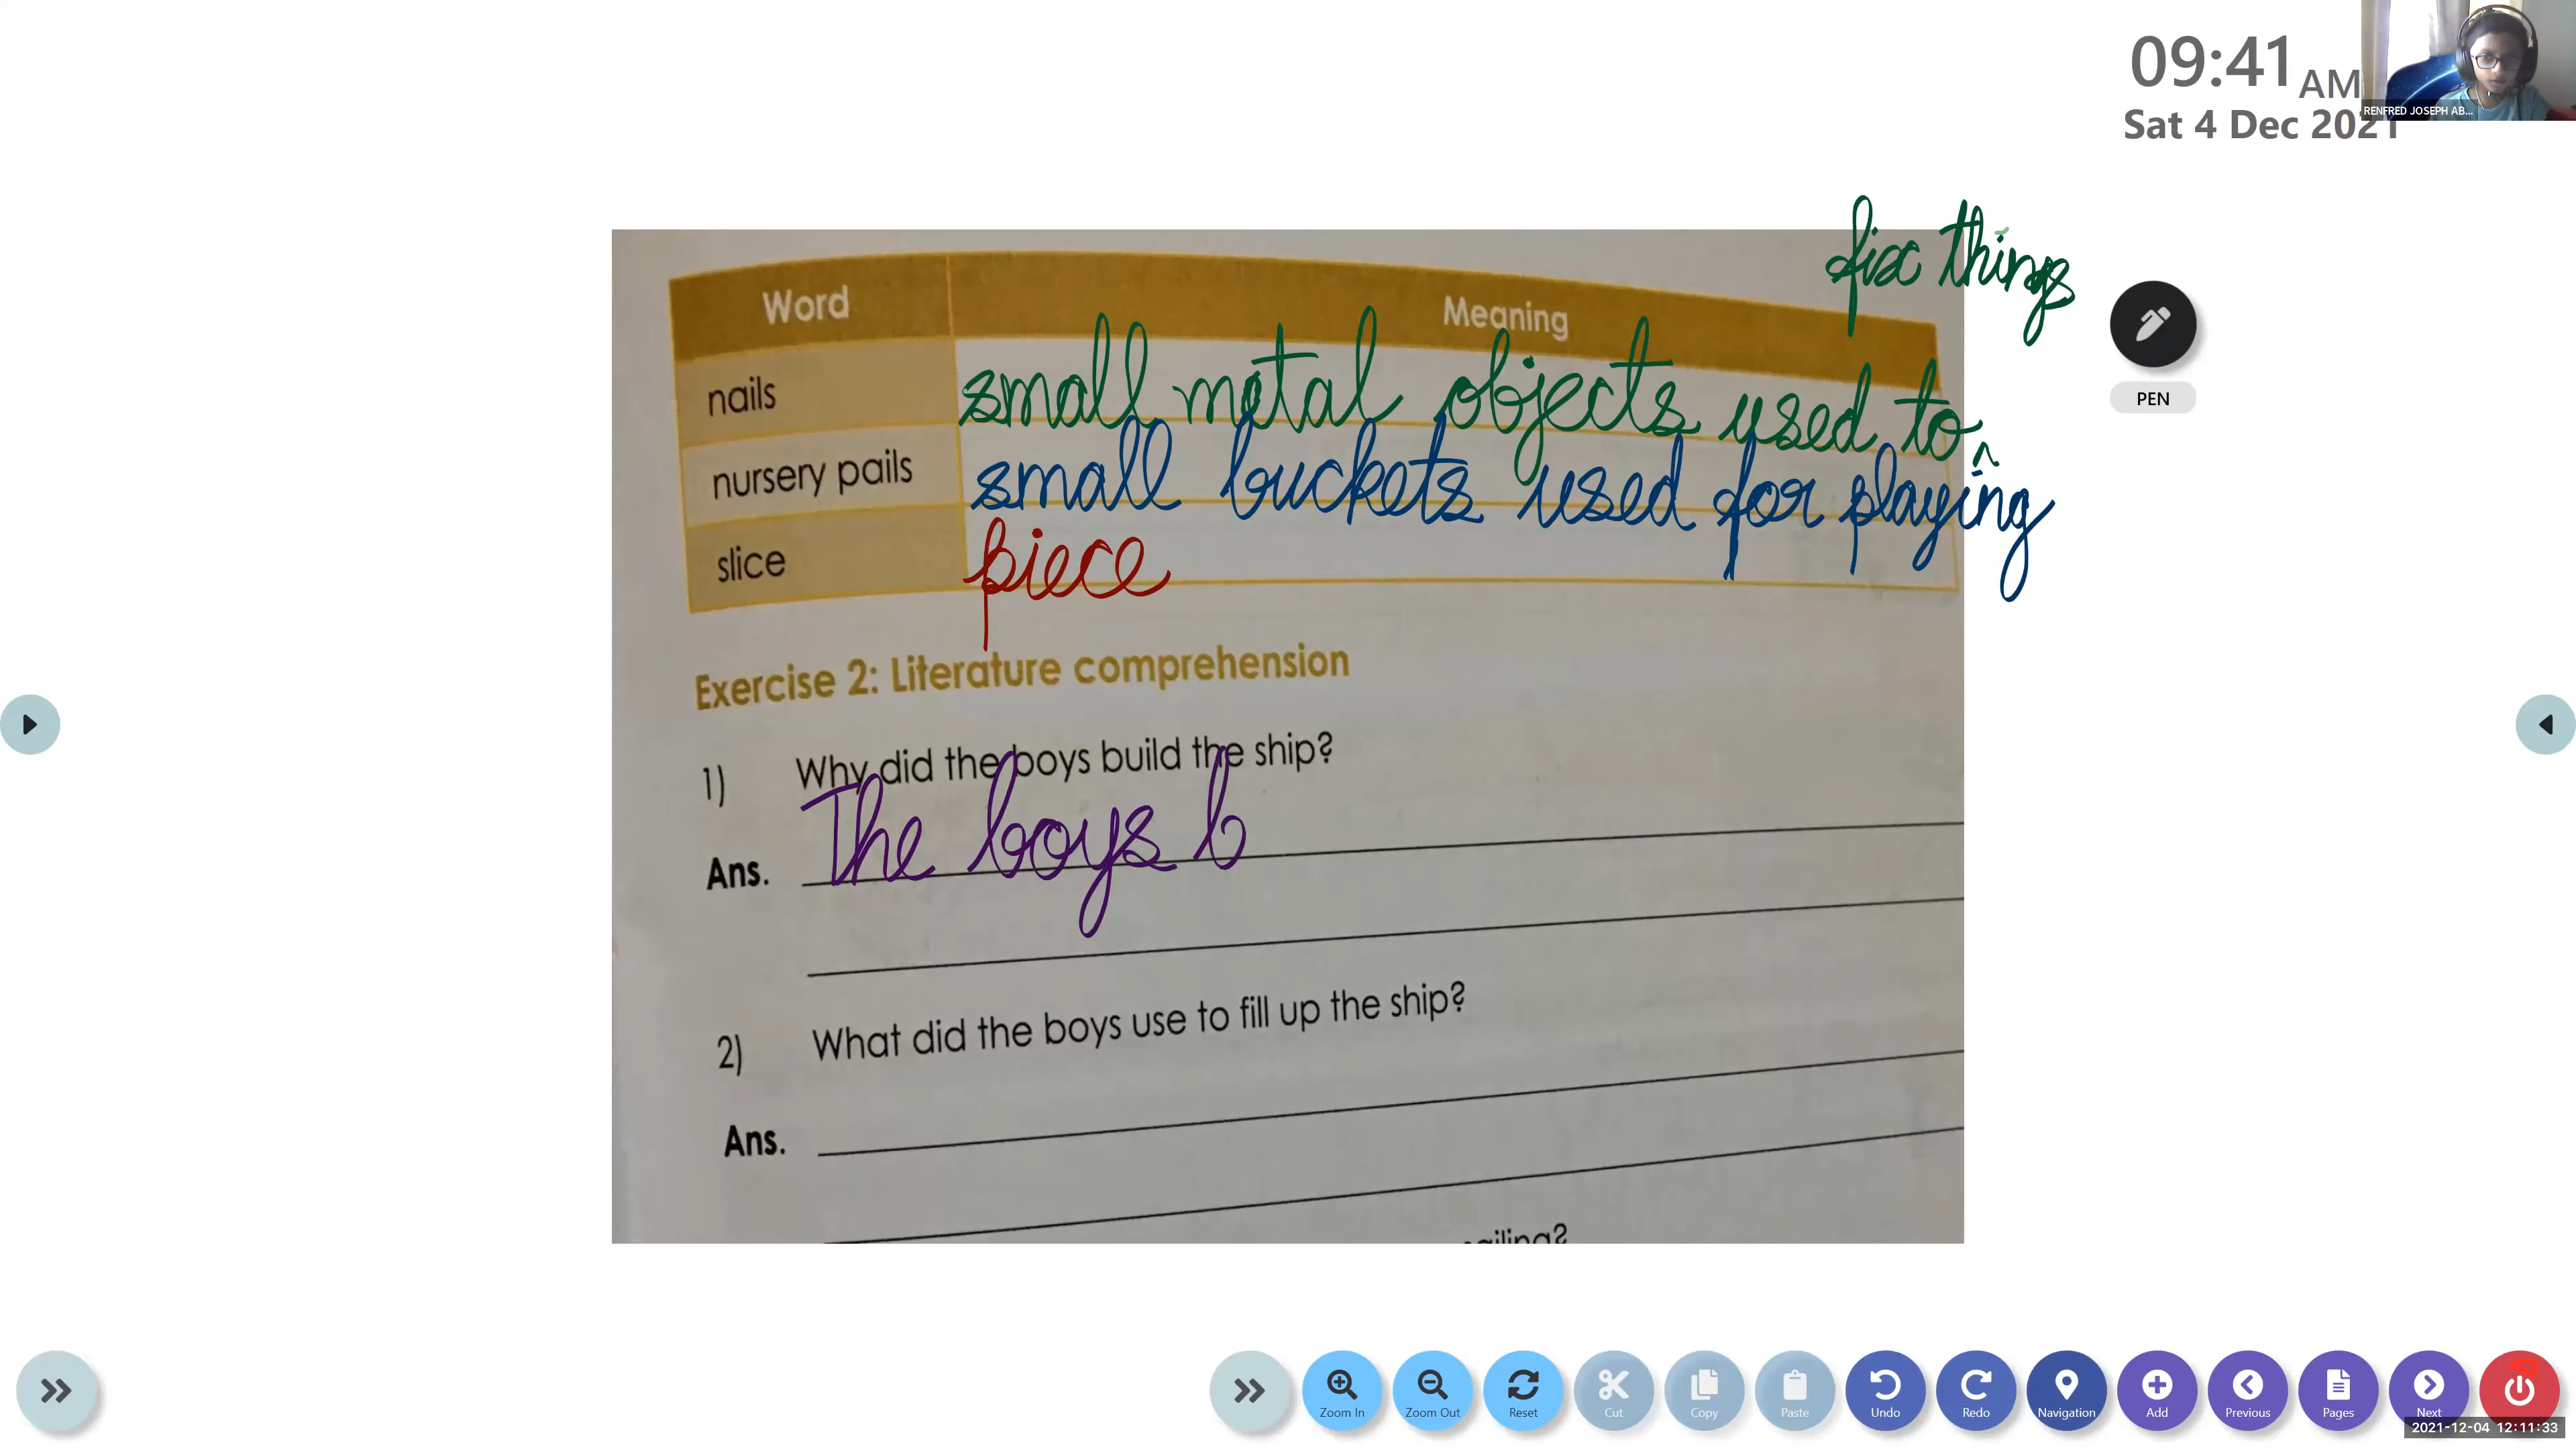 09:41 AM
Sat 4 Dec 2021
RENFRED JOSEPH AB...
fix things
PEN
Word Meaning
nails small metal objects used to ^
nursery pails small buckets used for playing
slice piece
Exercise 2: Literature comprehension
1) Why did the boys build the ship?
Ans. The boys b
2) What did the boys use to fill up the ship?
Ans.
Zoom In Zoom Out Reset Cut Copy Paste Undo Redo Navigation Add Previous Pages Next
2021-12-04 12:11:33